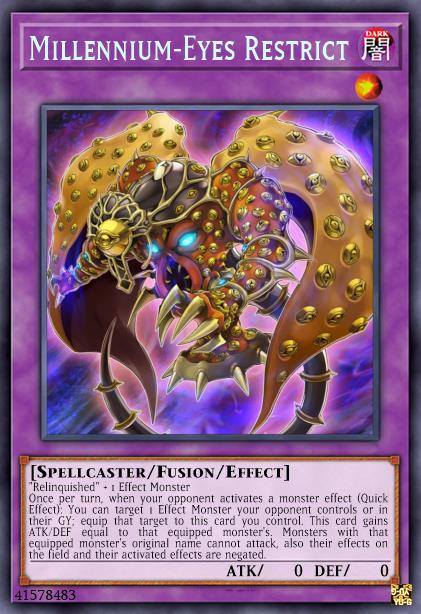 Millennium-Eyes Restrict
DARK
闇
[Spellcaster/Fusion/Effect]
"Relinquished" + 1 Effect Monster
Once per turn, when your opponent activates a monster effect (Quick
Effect): You can target 1 Effect Monster your opponent controls or in
their GY; equip that target to this card you control. This card gains
ATK/DEF equal to that equipped monster's. Monsters with that
equipped monster's original name cannot attack, also their effects on
the field and their activated effects are negated.
ATK/ 0 DEF/ 0
41578483